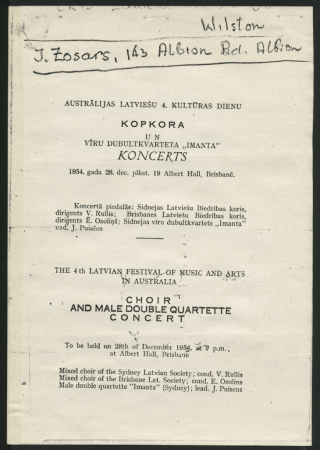 Wilston
J. Zosars, 143 Albion Bd. Albion
AUSTRĀLIJAS LATVIEŠU 4. KULTŪRAS DIENU
KOPKORA
UN
VĪRU DUBULTKVARTETA „IMANTA"
KONCERTS
1954. gada 28. dec. plkst. 19 Albert Hall, Brisbanē.
Koncertā piedalās: Sidnejas Latviešu Biedrības koris,
dirigents V. Rullis; Brisbanes Latviešu Biedrības koris,
dirigents E. Ozoliņš; Sidnejas vīru dubultkvartets „Imanta"
vad. J. Puisēns
THE 4th LATVIAN FESTIVAL OF MUSIC AND ARTS
IN AUSTRALIA
CHOIR
AND MALE DOUBLE QUARTETTE
CONCERT
To be held on 28th of December 1954. at 7 p.m.,
at Albert Hall, Brisbane
Mixed choir of the Sydney Latvian Society; cond. V. Rullis
Mixed choir of the Brisbane Lat. Society; cond. E. Ozolins
Male double quartette "Imanta" (Sydney); lead. J. Puisens